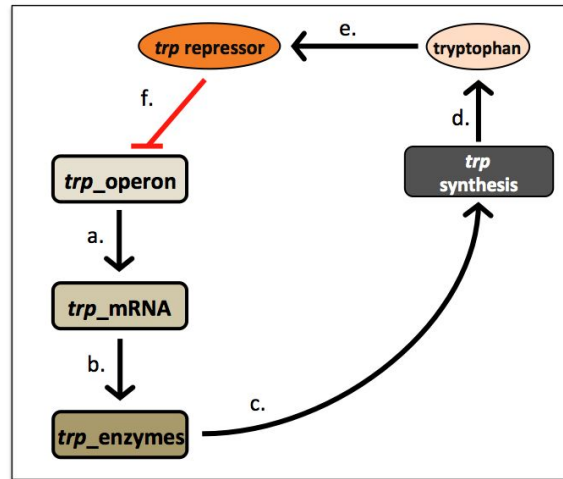 trp repressor
e.
tryptophan
f.
d.
trp_operon
trp
synthesis
a.
trp_mRNA
b.
c.
trp_enzymes